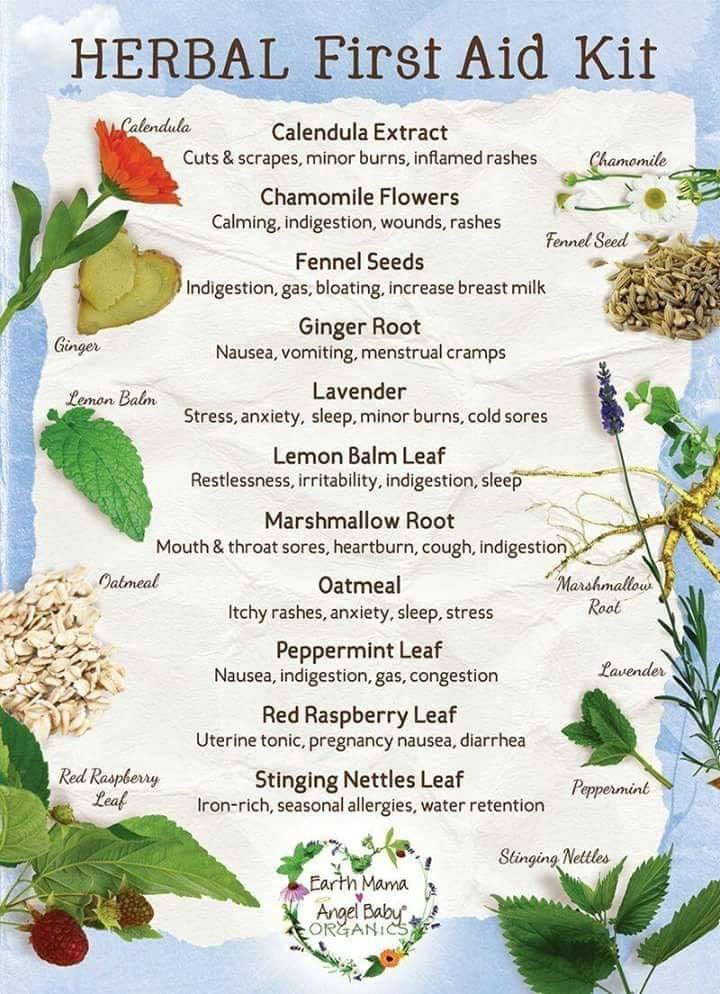 HERBAL First Aid Kit
Calendula
Calendula Extract
Cuts & scrapes, minor burns, inflamed rashes
Chamomile
Chamomile Flowers
Calming, indigestion, wounds, rashes
Fennel Seed
Fennel Seeds
Indigestion, gas, bloating, increase breast milk
Ginger
Ginger Root
Nausea, vomiting, menstrual cramps
Lavender
Stress, anxiety, sleep, minor burns, cold sores
Lemon Balm
Lemon Balm Leaf
Restlessness, irritability, indigestion, sleep
Marshmallow Root
Mouth & throat sores, heartburn, cough, indigestion
Oatmeal
Oatmeal
Itchy rashes, anxiety, sleep, stress
Marshmallow
Root
Peppermint Leaf
Nausea, indigestion, gas, congestion
Lavender
Red Raspberry Leaf
Uterine tonic, pregnancy nausea, diarrhea
Red Raspberry
Leaf
Stinging Nettles Leaf
Iron-rich, seasonal allergies, water retention
Peppermint
Stinging Nettles
Earth Mama
Angel Baby®
ORGANICS